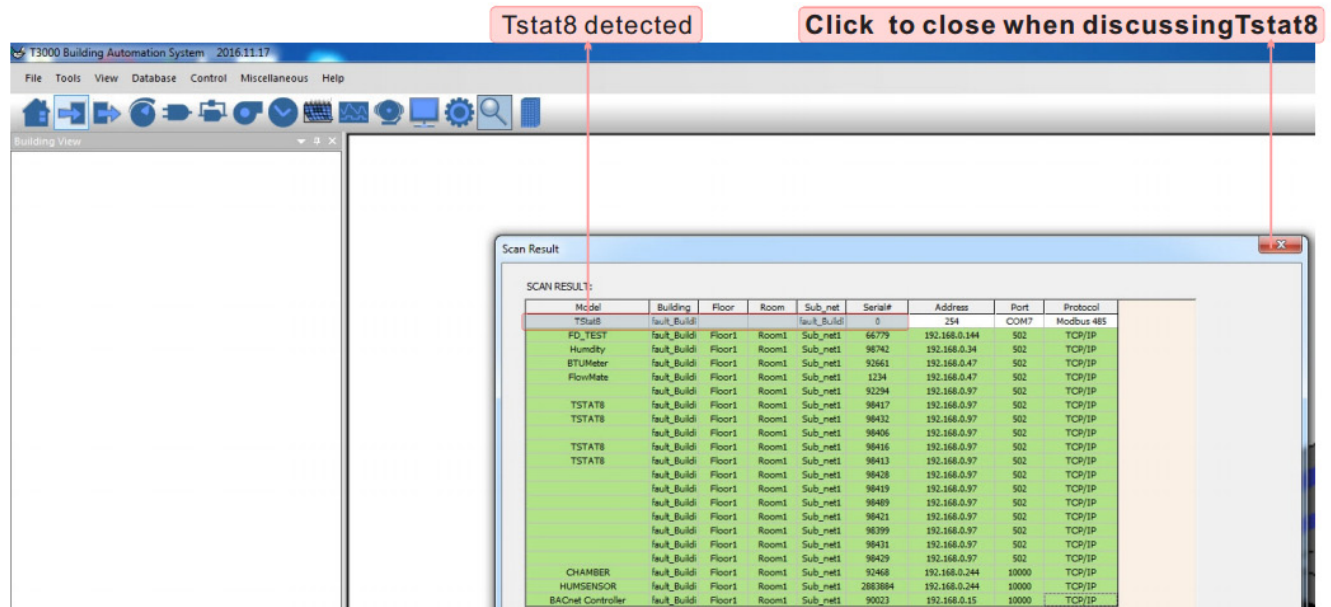 Tstat8 detected
Click to close when discussingTstat8
T3000 Building Automation System 2016.11.17
File Tools View Database Control Miscellaneous Help
Building View
Scan Result
SCAN RESULT:
Model Building Floor Room Sub_net Serial# Address Port Protocol
TStat8 fault_Buildi fault_Buildi 0 254 COM7 Modbus 485
FD_TEST fault_Buildi Floor1 Room1 Sub_net1 66779 192.168.0.144 502 TCP/IP
Humdity fault_Buildi Floor1 Room1 Sub_net1 98742 192.168.0.34 502 TCP/IP
BTUMeter fault_Buildi Floor1 Room1 Sub_net1 92661 192.168.0.47 502 TCP/IP
FlowMate fault_Buildi Floor1 Room1 Sub_net1 1234 192.168.0.47 502 TCP/IP
fault_Buildi Floor1 Room1 Sub_net1 92294 192.168.0.97 502 TCP/IP
TSTAT8 fault_Buildi Floor1 Room1 Sub_net1 98417 192.168.0.97 502 TCP/IP
TSTAT8 fault_Buildi Floor1 Room1 Sub_net1 98432 192.168.0.97 502 TCP/IP
fault_Buildi Floor1 Room1 Sub_net1 98406 192.168.0.97 502 TCP/IP
TSTAT8 fault_Buildi Floor1 Room1 Sub_net1 98416 192.168.0.97 502 TCP/IP
TSTAT8 fault_Buildi Floor1 Room1 Sub_net1 98413 192.168.0.97 502 TCP/IP
fault_Buildi Floor1 Room1 Sub_net1 98428 192.168.0.97 502 TCP/IP
fault_Buildi Floor1 Room1 Sub_net1 98419 192.168.0.97 502 TCP/IP
fault_Buildi Floor1 Room1 Sub_net1 98489 192.168.0.97 502 TCP/IP
fault_Buildi Floor1 Room1 Sub_net1 98421 192.168.0.97 502 TCP/IP
fault_Buildi Floor1 Room1 Sub_net1 98399 192.168.0.97 502 TCP/IP
fault_Buildi Floor1 Room1 Sub_net1 98431 192.168.0.97 502 TCP/IP
fault_Buildi Floor1 Room1 Sub_net1 98429 192.168.0.97 502 TCP/IP
CHAMBER fault_Buildi Floor1 Room1 Sub_net1 92468 192.168.0.244 10000 TCP/IP
HUMSENSOR fault_Buildi Floor1 Room1 Sub_net1 2883884 192.168.0.244 10000 TCP/IP
BACnet Controller fault_Buildi Floor1 Room1 Sub_net1 90023 192.168.0.15 10000 TCP/IP